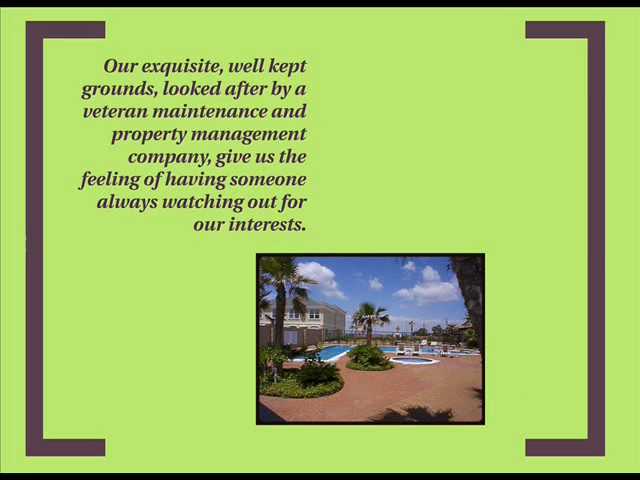 Our exquisite, well kept
grounds, looked after by a
veteran maintenance and
property management
company, give us the
feeling of having someone
always watching out for
our interests.